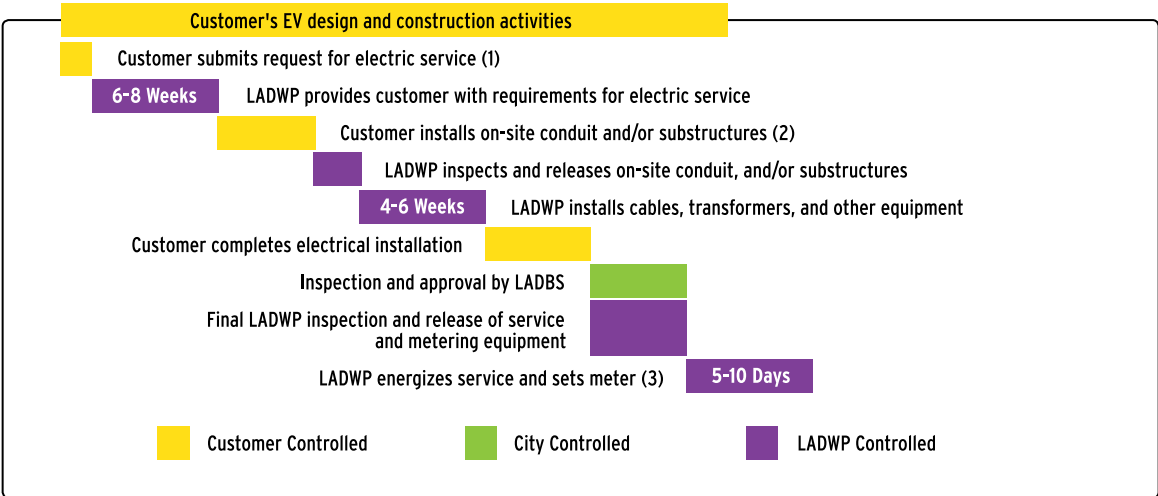 Customer's EV design and construction activities
Customer submits request for electric service (1)
6-8 Weeks LADWP provides customer with requirements for electric service
Customer installs on-site conduit and/or substructures (2)
LADWP inspects and releases on-site conduit, and/or substructures
4-6 Weeks LADWP installs cables, transformers, and other equipment
Customer completes electrical installation
Inspection and approval by LADBS
Final LADWP inspection and release of service
and metering equipment
LADWP energizes service and sets meter (3) 5-10 Days
Customer Controlled City Controlled LADWP Controlled